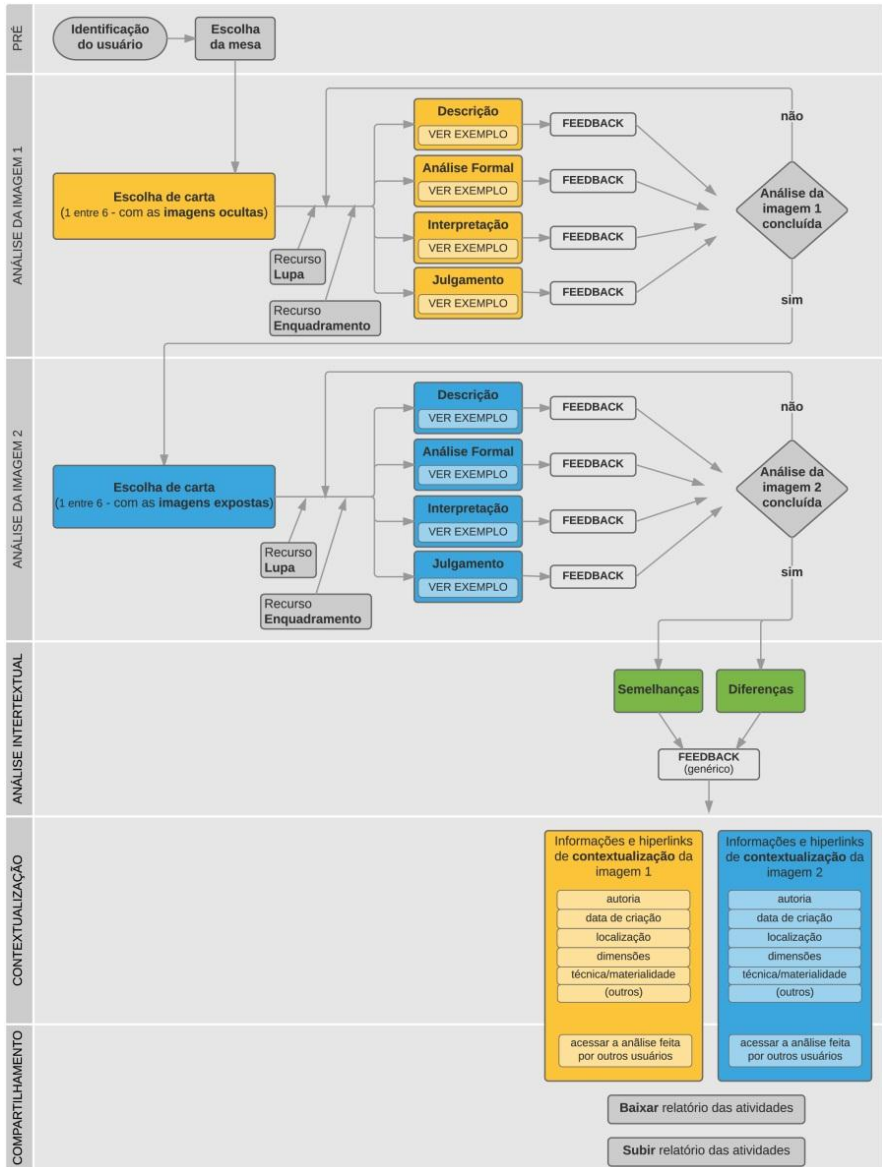 PRÉ
Identificação
do usuário
Escolha
da mesa
ANÁLISE DA IMAGEM 1
Escolha de carta
(1 entre 6 - com as imagens ocultas)
Recurso
Lupa
Recurso
Enquadramento
Descrição
VER EXEMPLO
FEEDBACK
Análise Formal
VER EXEMPLO
FEEDBACK
Interpretação
VER EXEMPLO
FEEDBACK
Julgamento
VER EXEMPLO
FEEDBACK
não
Análise da
imagem 1
concluída
sim
ANÁLISE DA IMAGEM 2
Escolha de carta
(1 entre 6 - com as imagens expostas)
Recurso
Lupa
Recurso
Enquadramento
Descrição
VER EXEMPLO
FEEDBACK
Análise Formal
VER EXEMPLO
FEEDBACK
Interpretação
VER EXEMPLO
FEEDBACK
Julgamento
VER EXEMPLO
FEEDBACK
não
Análise da
imagem 2
concluída
sim
ANÁLISE INTERTEXTUAL
Semelhanças
Diferenças
FEEDBACK
(genérico)
CONTEXTUALIZAÇÃO
Informações e hiperlinks
de contextualização da
imagem 1
autoria
data de criação
localização
dimensões
técnica/materialidade
(outros)
acessar a anãlise feita
por outros usuários
Informações e hiperlinks
de contextualização da
imagem 2
autoria
data de criação
localização
dimensões
técnica/materialidade
(outros)
acessar a anãlise feita
por outros usuários
COMPARTILHAMENTO
Baixar relatório das atividades
Subir relatório das atividades